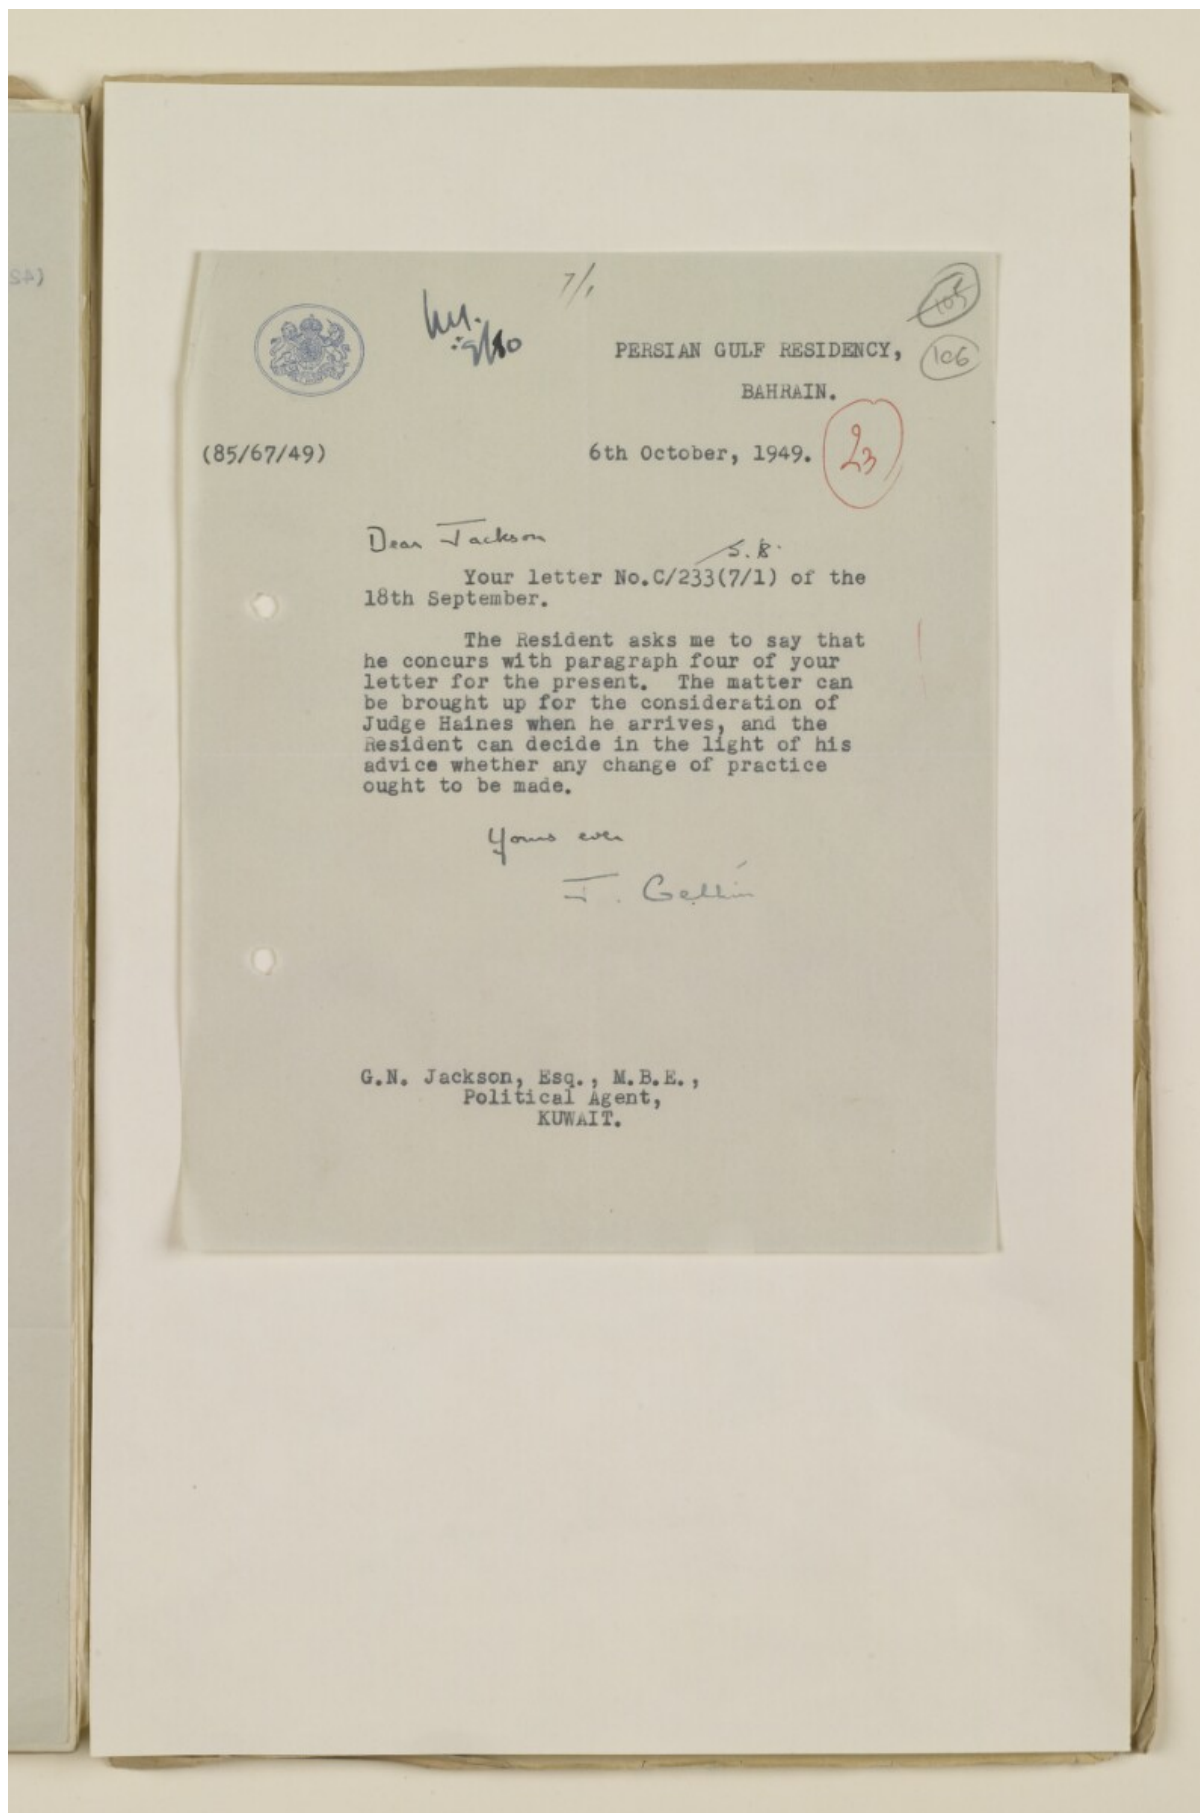 7/1
105
106
PERSIAN GULF RESIDENCY,
BAHRAIN.
(85/67/49)
6th October, 1949.
23
Dear Jackson
S.8.
Your letter No.C/233(7/1) of the
18th September.
The Resident asks me to say that
he concurs with paragraph four of your
letter for the present. The matter can
be brought up for the consideration of
Judge Haines when he arrives, and the
Resident can decide in the light of his
advice whether any change of practice
ought to be made.
Yours ever
J.
G.N. Jackson, Esq., M.B.E.,
Political Agent,
KUWAIT.